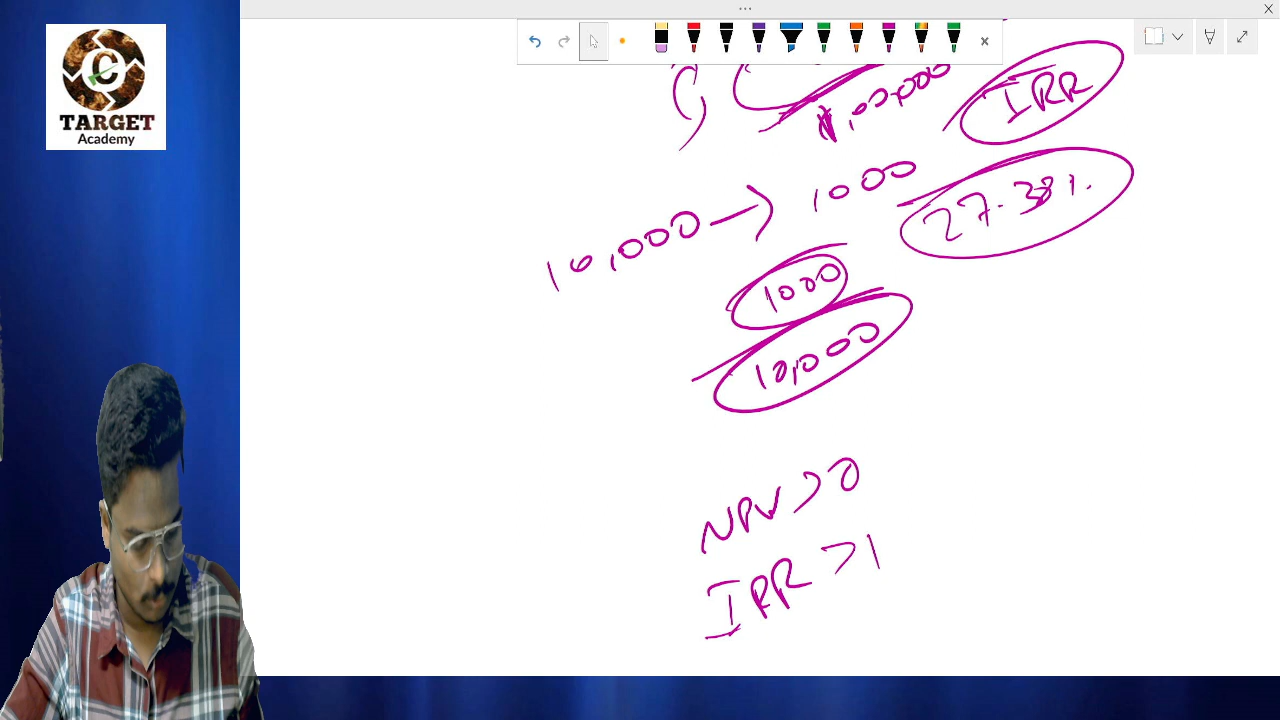 TARGET
Academy
1,00,000
IRR
10,000 → 1000
27.38%.
1000
10,000
NPV > 0
IRR > 1